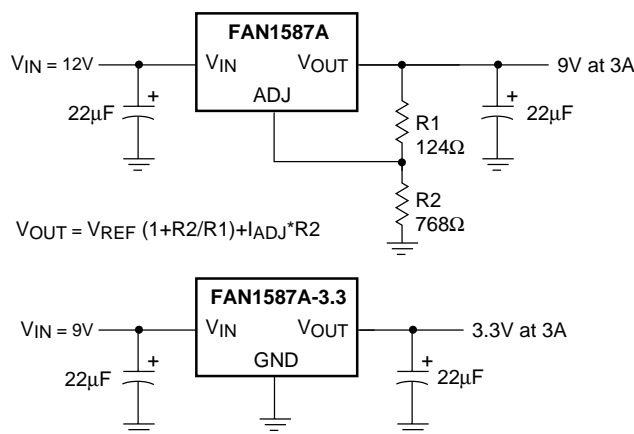 FAN1587A
VIN = 12V
VIN
VOUT
9V at 3A
ADJ
+
22μF
R1
124Ω
+
22μF
R2
768Ω
VOUT = VREF (1+R2/R1)+IADJ*R2
FAN1587A-3.3
VIN = 9V
VIN
VOUT
3.3V at 3A
GND
+
22μF
+
22μF